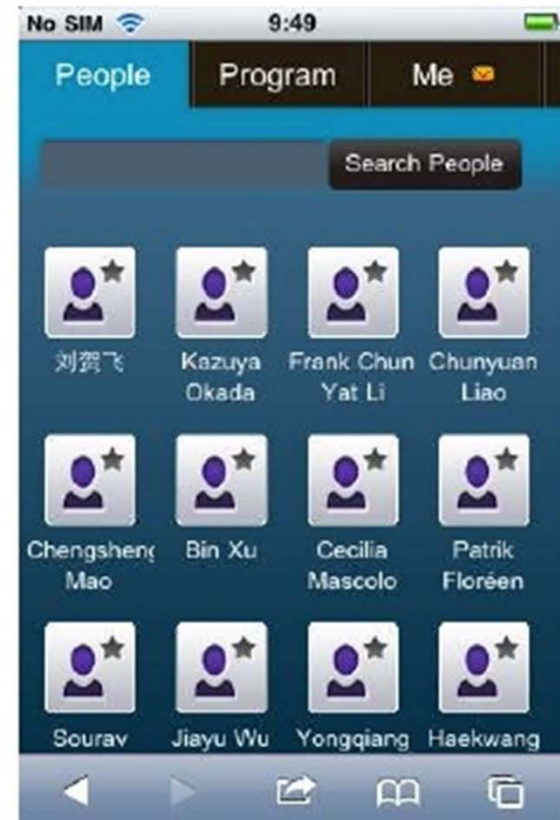 No SIM 9:49
People Program Me
Search People
刘贺飞 Kazuya Frank Chun Chunyuan
Okada Yat Li Liao
Chengsheng Bin Xu Cecilia Patrik
Mao Mascolo Floréen
Sourav Jiayu Wu Yongqiang Haekwang